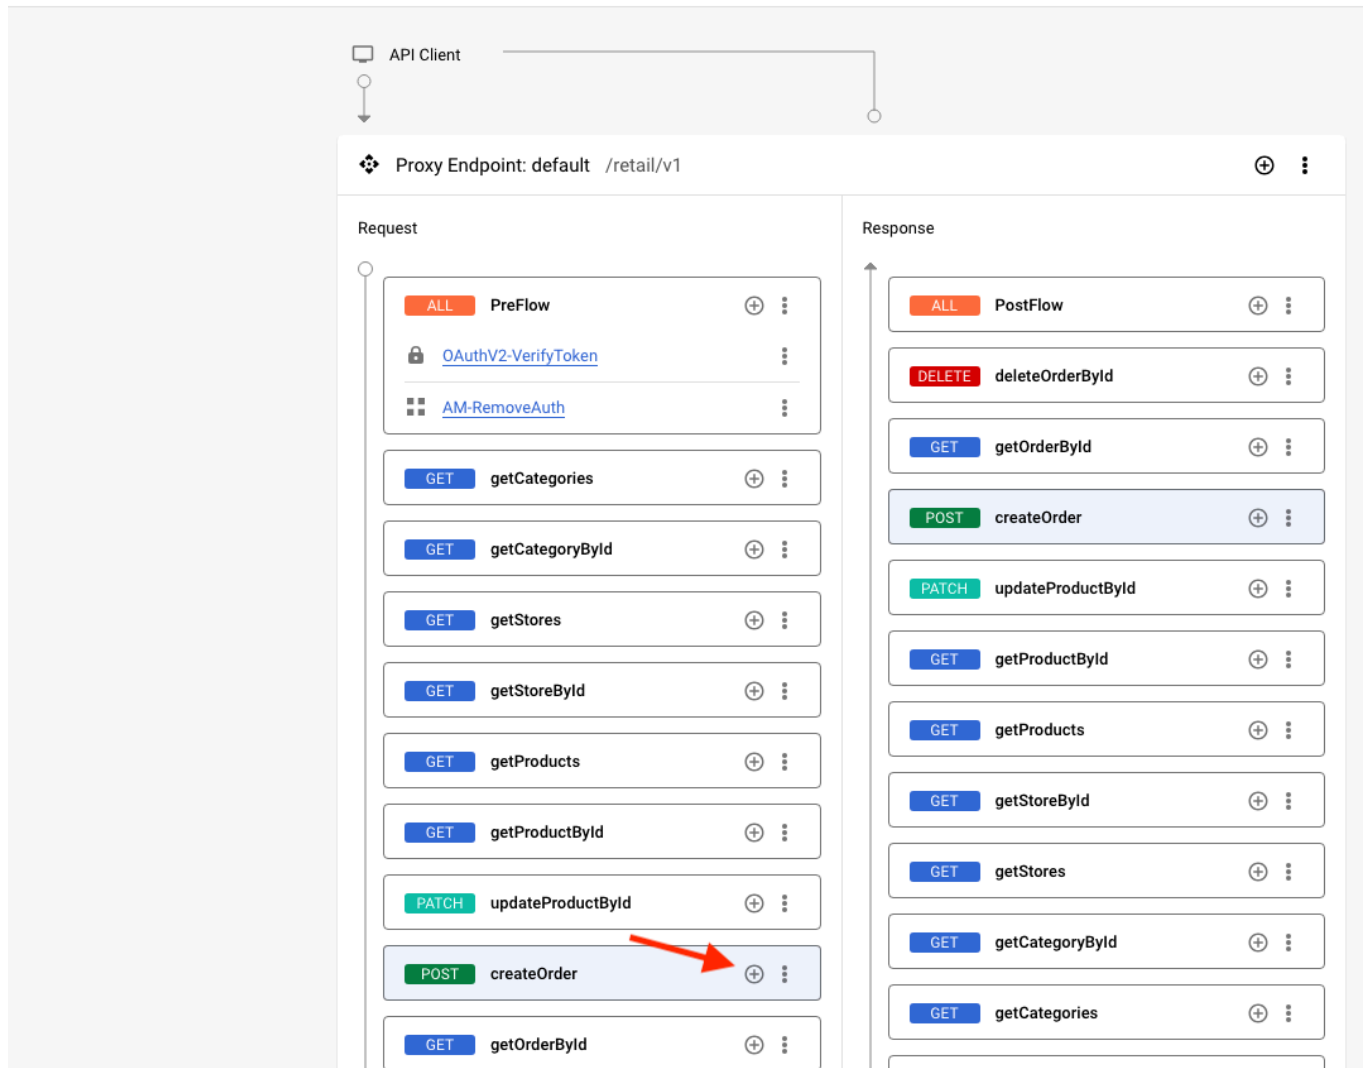 API Client
Proxy Endpoint: default /retail/v1
Request
ALL PreFlow
OAuthV2-VerifyToken
AM-RemoveAuth
GET getCategories
GET getCategoryById
GET getStores
GET getStoreById
GET getProducts
GET getProductById
PATCH updateProductById
POST createOrder
GET getOrderById
Response
ALL PostFlow
DELETE deleteOrderById
GET getOrderById
POST createOrder
PATCH updateProductById
GET getProductById
GET getProducts
GET getStoreById
GET getStores
GET getCategoryById
GET getCategories